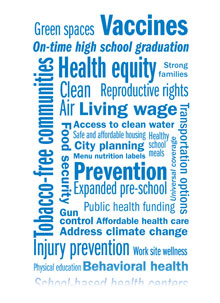 Green spaces Vaccines
On-time high school graduation
Tobacco-free communities
Health equity
Strong families
Clean Air
Reproductive rights
Living wage
Transportation options
Access to clean water
Safe and affordable housing
Healthy school meals
Universal coverage
Food security
City planning
Menu nutrition labels
Prevention
Expanded pre-school
Public health funding
Gun control
Affordable health care
Address climate change
Injury prevention
Work site wellness
Physical education
Behavioral health
School-based health centers